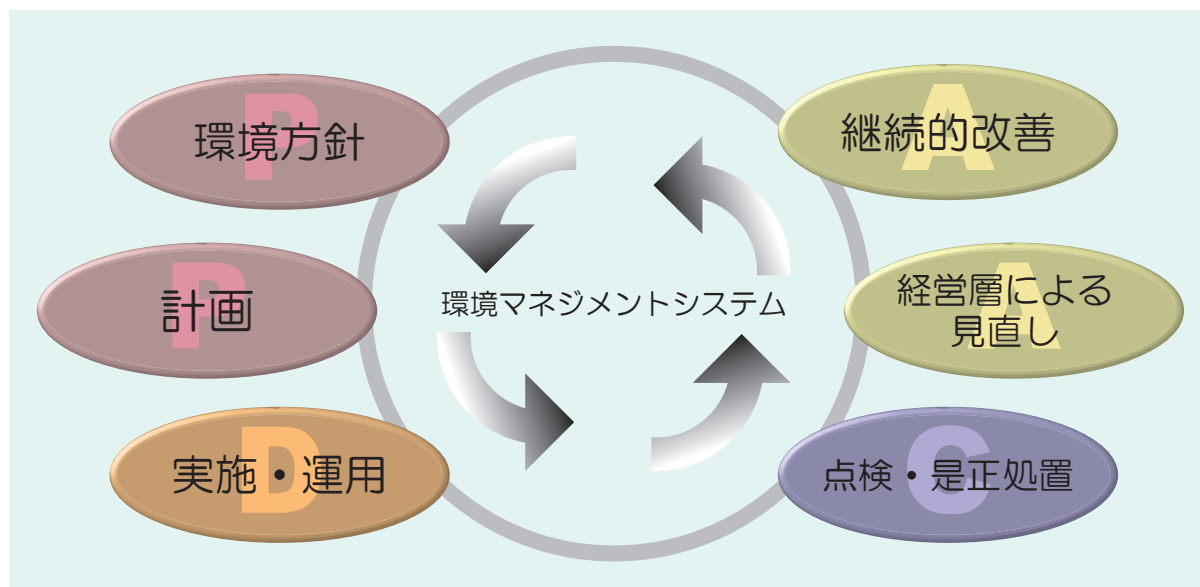 P
環境方針
P
計画
D
実施・運用
環境マネジメントシステム
A
継続的改善
A
経営層による
見直し
C
点検・是正処置